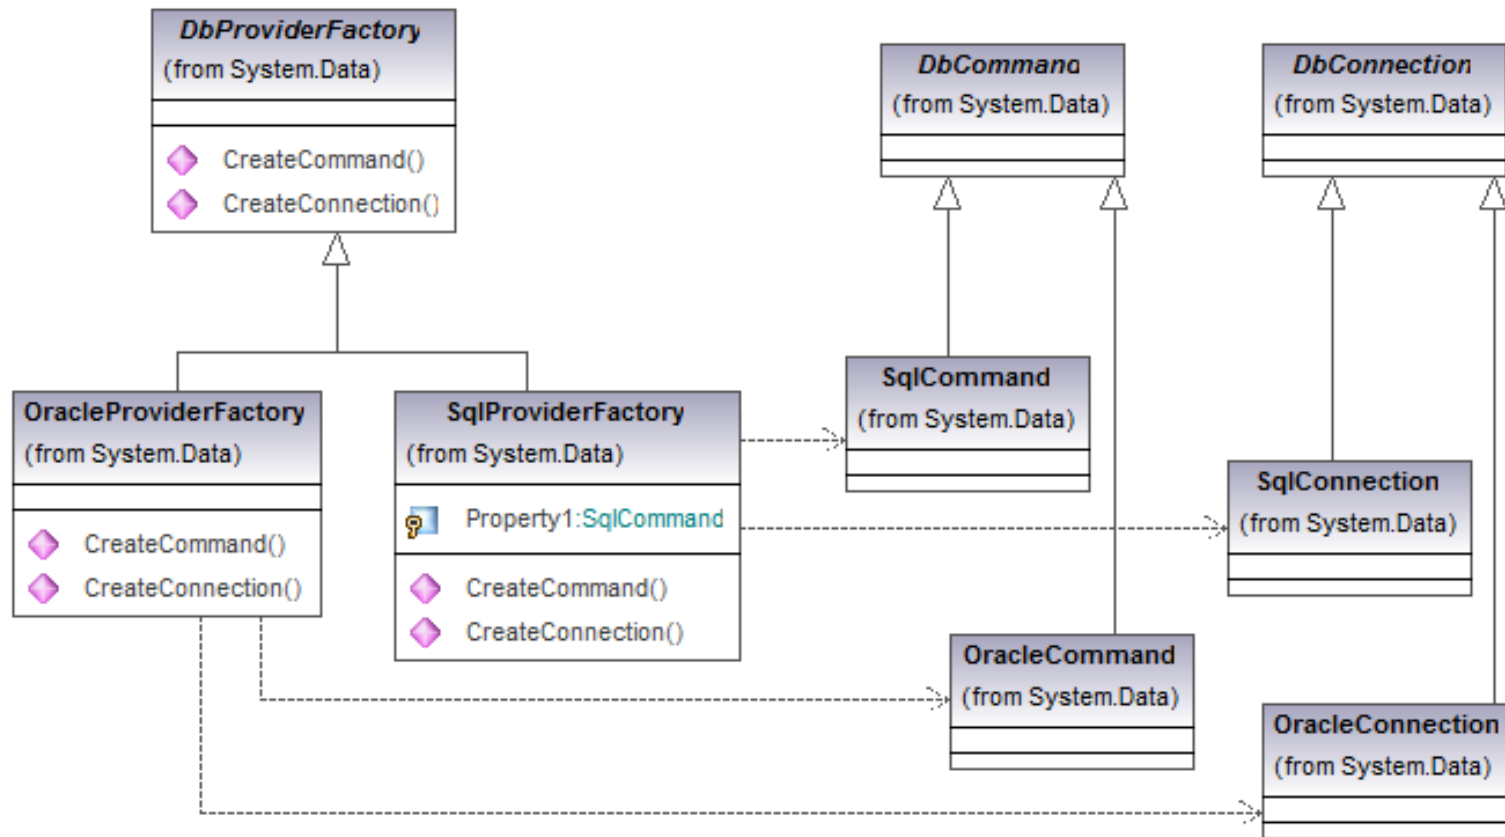 DbProviderFactory
(from System.Data)
CreateCommand()
CreateConnection()
DbCommand
(from System.Data)
DbConnection
(from System.Data)
OracleProviderFactory
(from System.Data)
CreateCommand()
CreateConnection()
SqlProviderFactory
(from System.Data)
Property1:SqlCommand
CreateCommand()
CreateConnection()
SqlCommand
(from System.Data)
SqlConnection
(from System.Data)
OracleCommand
(from System.Data)
OracleConnection
(from System.Data)